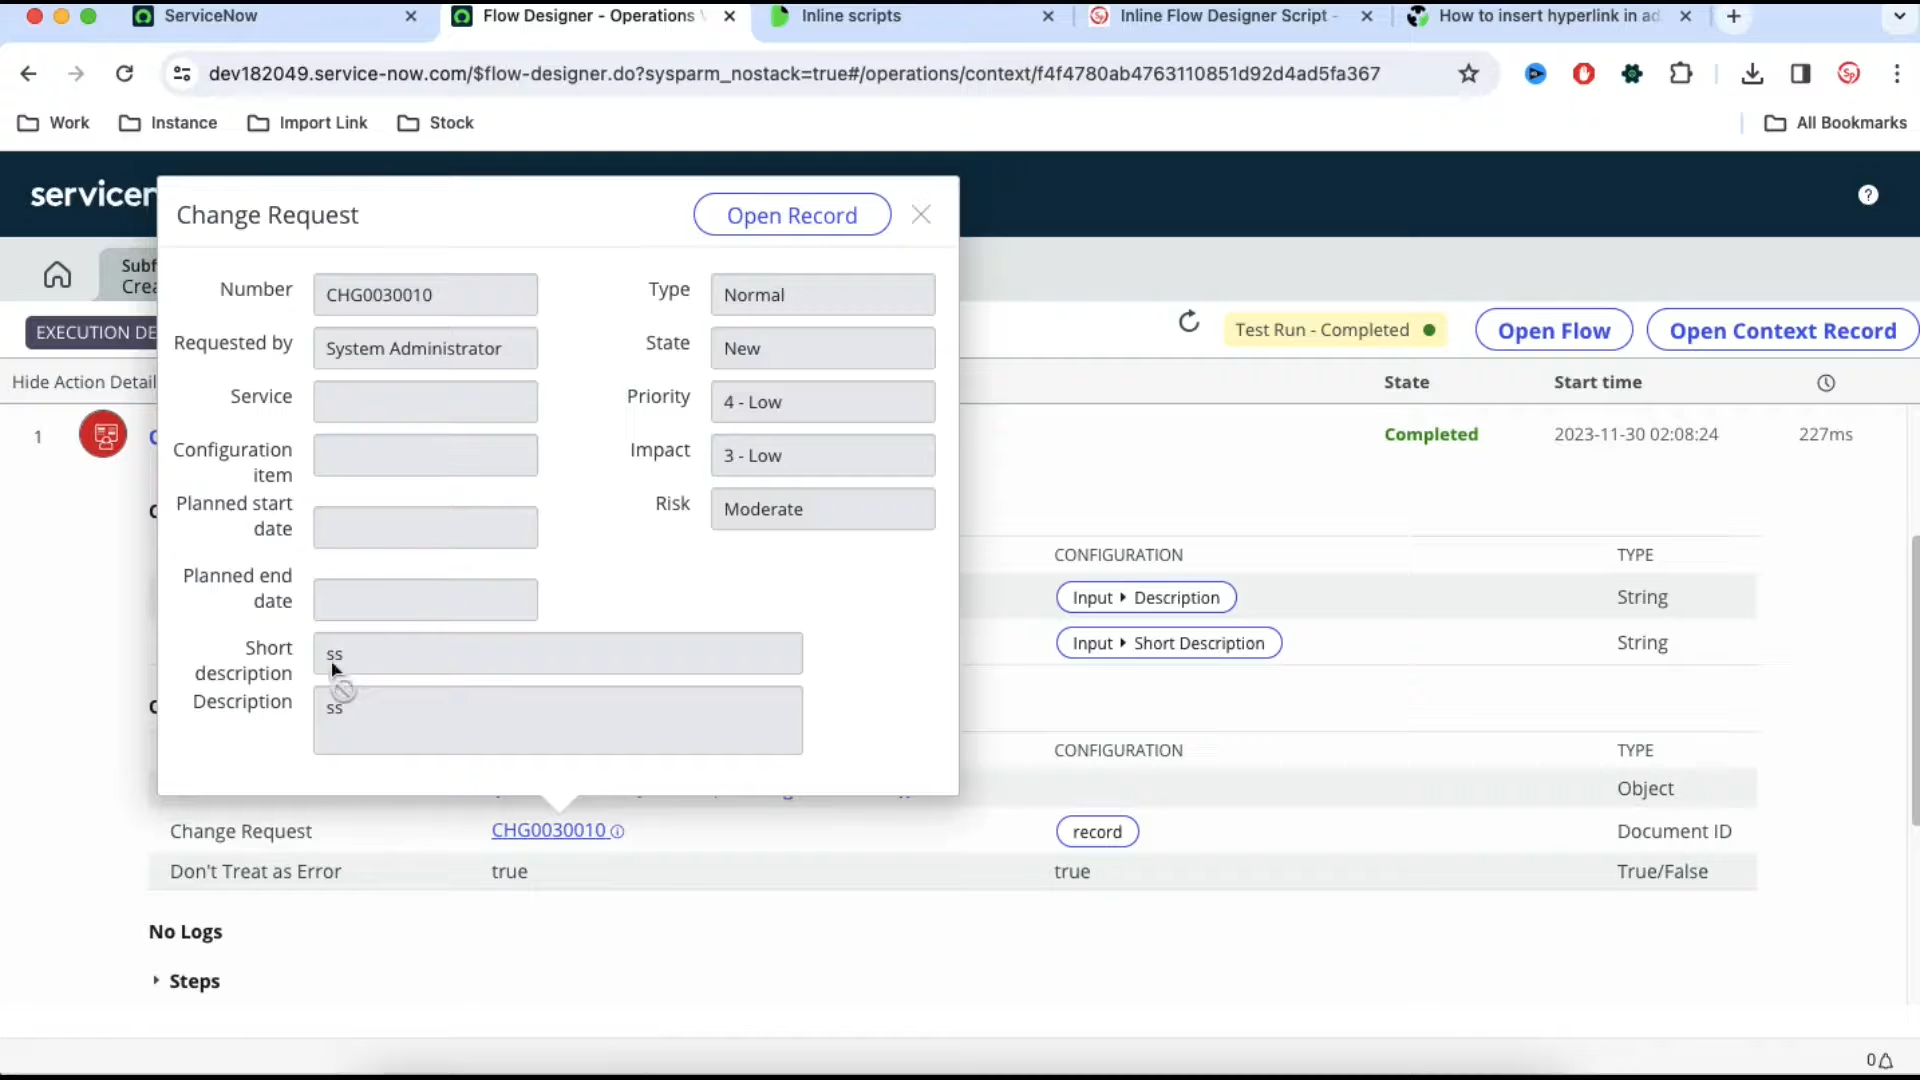 ServiceNow
Flow Designer - Operations
Inline scripts
Inline Flow Designer Script -
How to insert hyperlink in ad
dev182049.service-now.com/$flow-designer.do?sysparm_nostack=true#/operations/context/f4f4780ab4763110851d92d4ad5fa367
Work
Instance
Import Link
Stock
All Bookmarks
servicen
Change Request
Open Record
Subf
Crea
Number
CHG0030010
Type
Normal
EXECUTION DE
Requested by
System Administrator
State
New
Test Run - Completed
Open Flow
Open Context Record
Hide Action Detail
Service
Priority
4 - Low
State
Start time
1
Configuration
item
Impact
3 - Low
Completed
2023-11-30 02:08:24
227ms
Planned start
date
Risk
Moderate
CONFIGURATION
TYPE
Planned end
date
Input ▸ Description
String
Short
description
ss
Input ▸ Short Description
String
Description
ss
CONFIGURATION
TYPE
Object
Change Request
CHG0030010
record
Document ID
Don't Treat as Error
true
true
True/False
No Logs
Steps
0